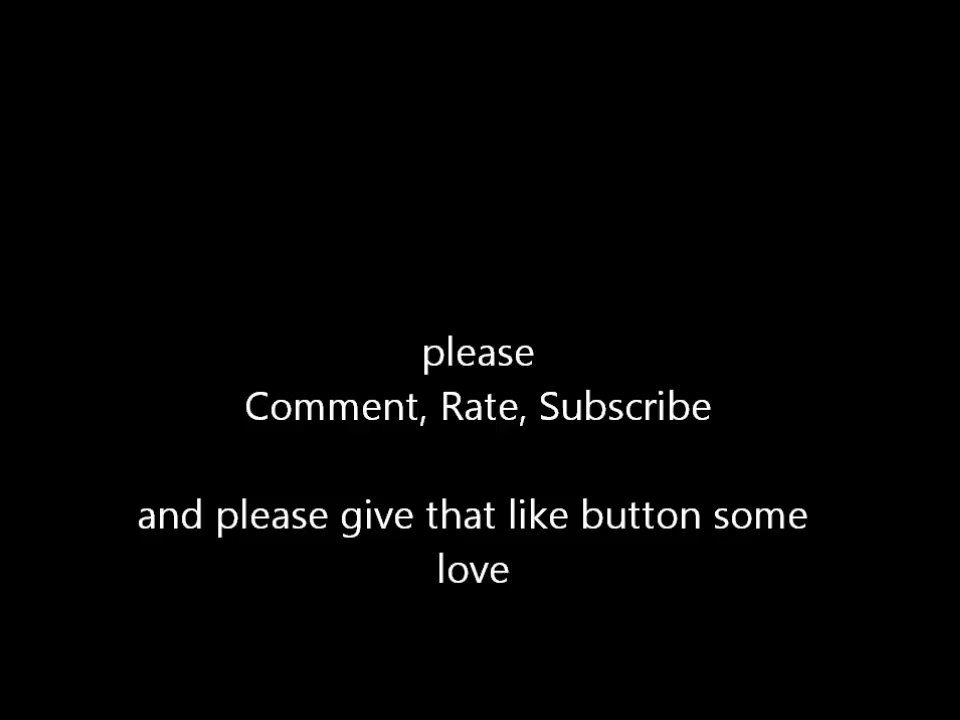 please
Comment, Rate, Subscribe
and please give that like button some
love